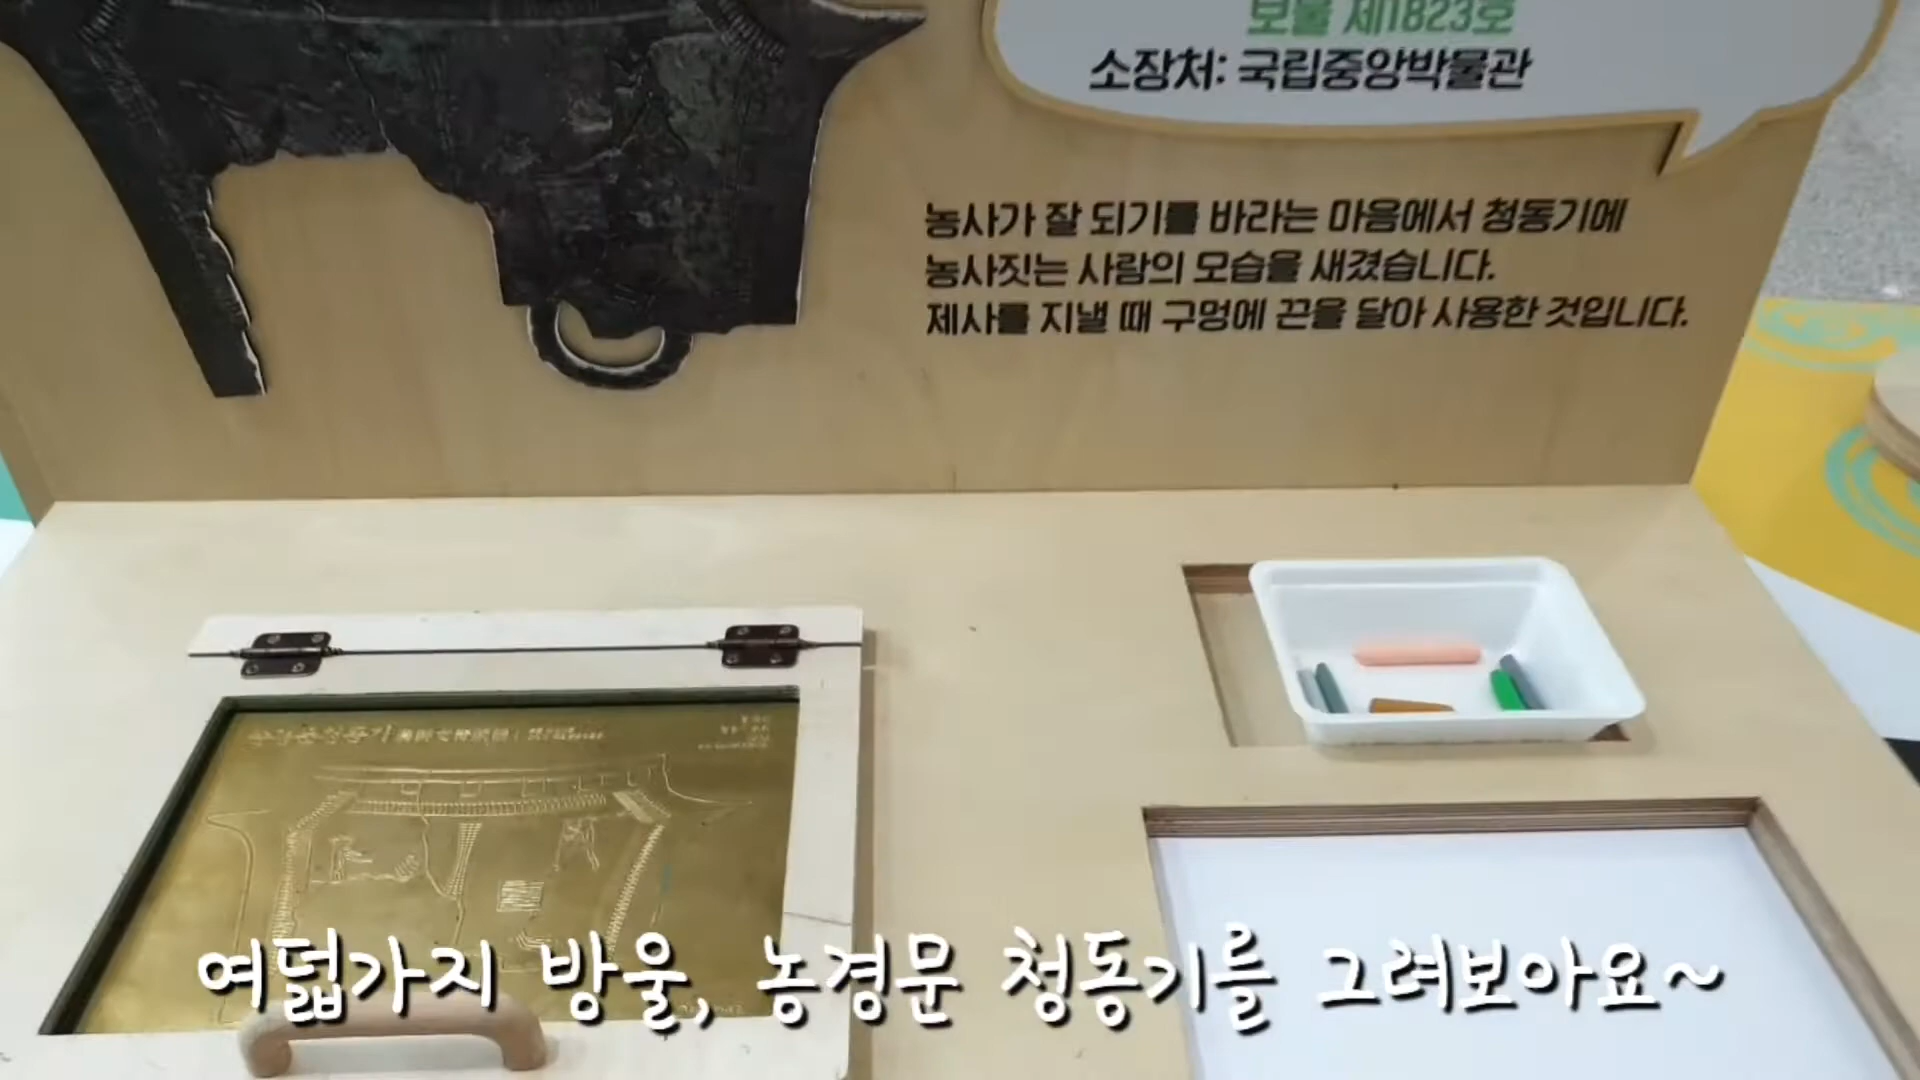 보물 제1823호
소장처: 국립중앙박물관
농사가 잘 되기를 바라는 마음에서 청동기에
농사짓는 사람의 모습을 새겼습니다.
제사를 지낼 때 구멍에 끈을 달아 사용한 것입니다.
여덟가지 방울, 농경문 청동기를 그려보아요~